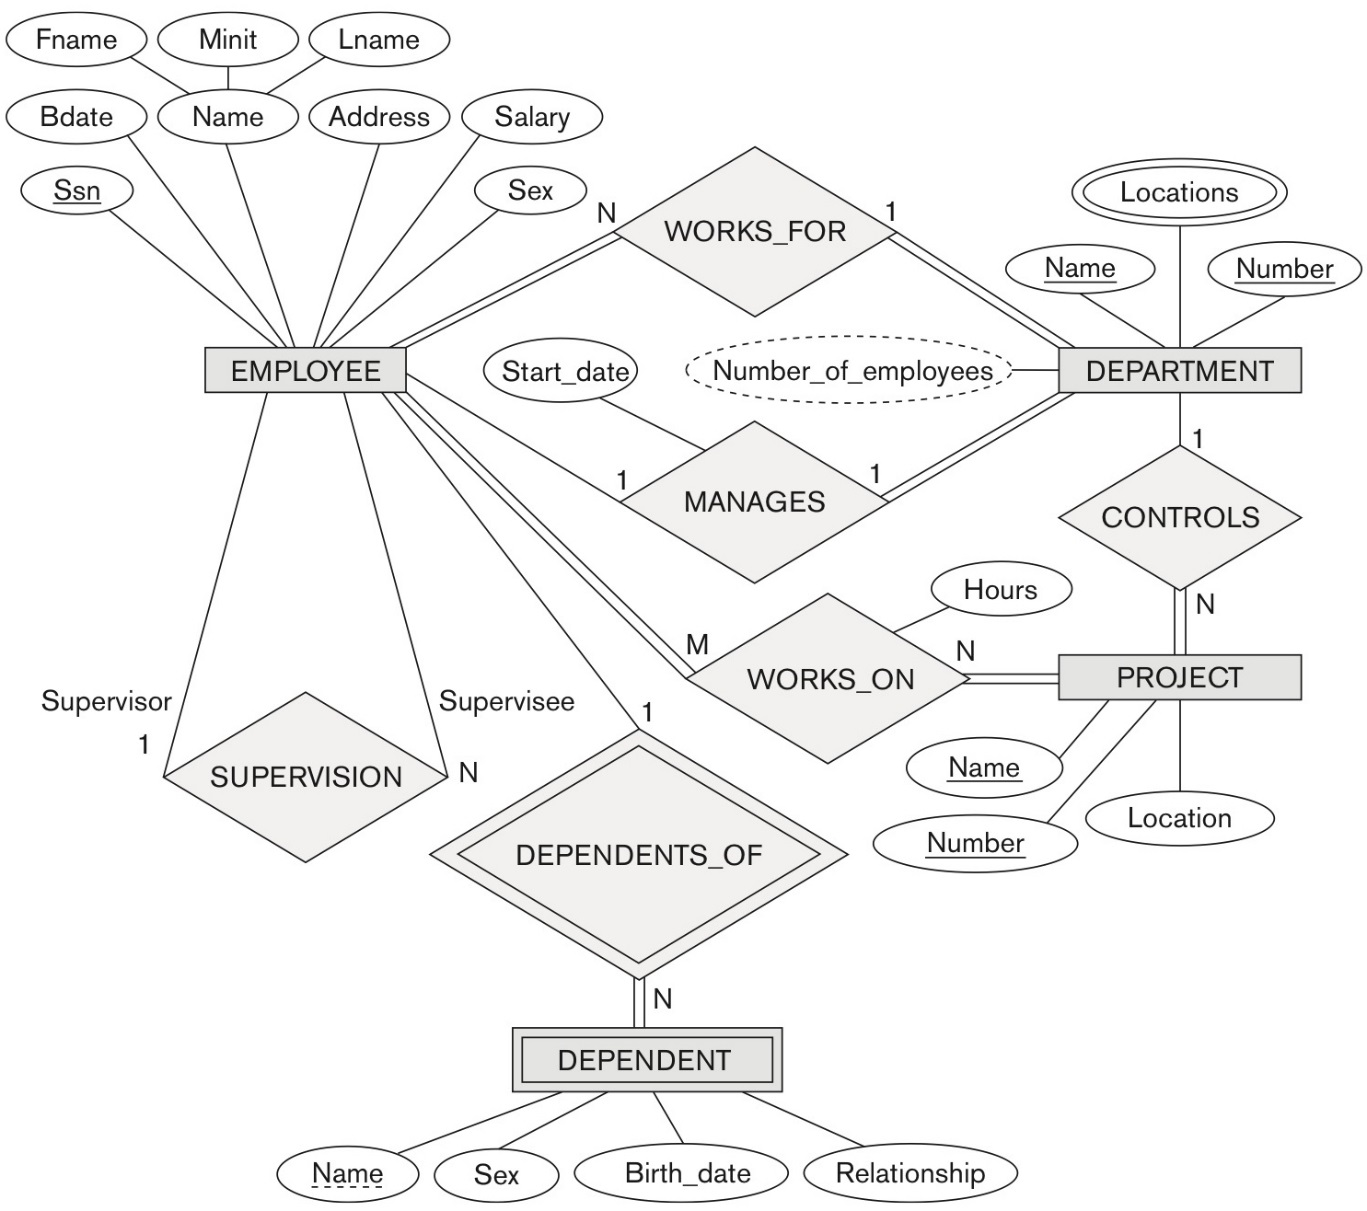 Fname
Minit
Lname
Bdate
Name
Address
Salary
Ssn
Sex
N
WORKS_FOR
1
Locations
Name
Number
EMPLOYEE
Start_date
Number_of_employees
DEPARTMENT
1
MANAGES
1
1
CONTROLS
N
Hours
M
WORKS_ON
N
PROJECT
Supervisor
1
SUPERVISION
Supervisee
N
1
Name
Number
Location
DEPENDENTS_OF
N
DEPENDENT
Name
Sex
Birth_date
Relationship